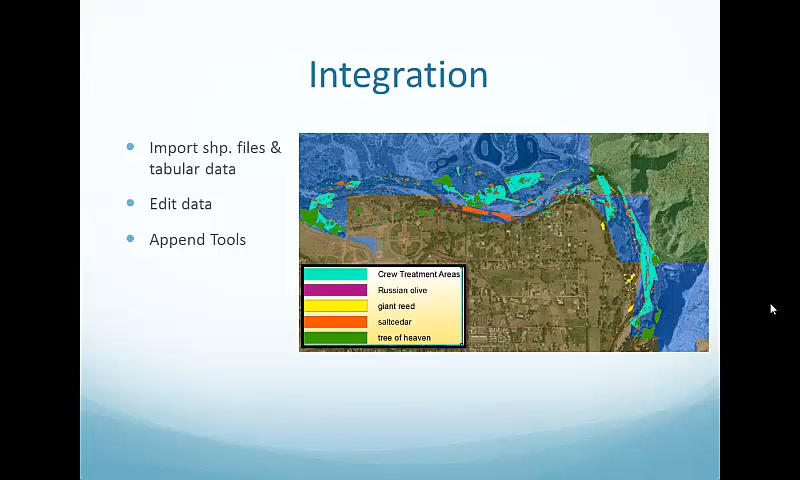 Integration
Import shp. files &
tabular data
Edit data
Append Tools
Crew Treatment Areas
Russian olive
giant reed
saltcedar
tree of heaven